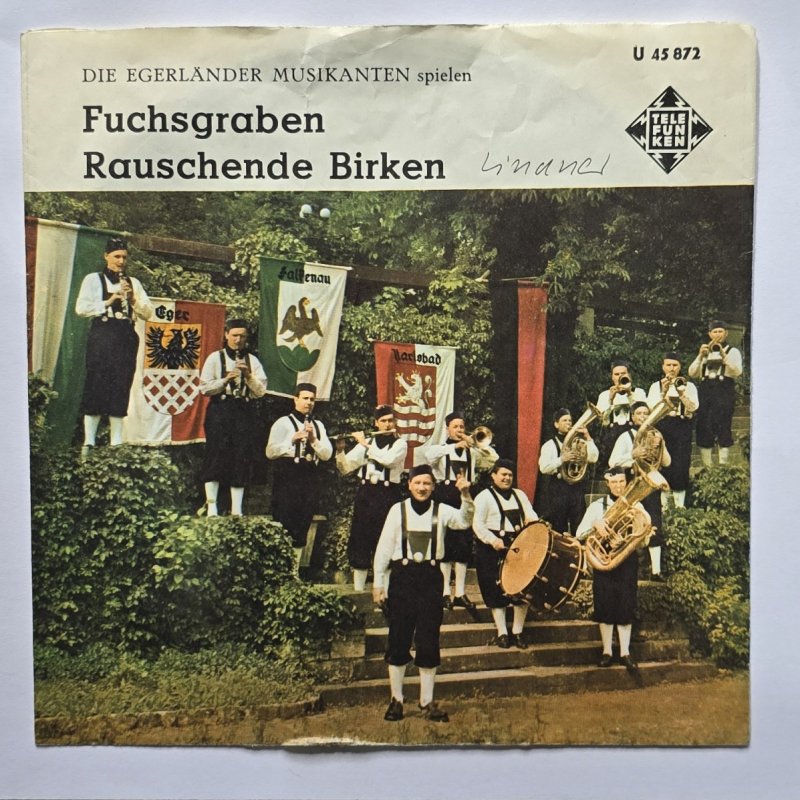 U 45 872
DIE EGERLÄNDER MUSIKANTEN spielen
Fuchsgraben
Rauschende Birken
TELE
FUN
KEN
Falkenau
Eger
Karlsbad